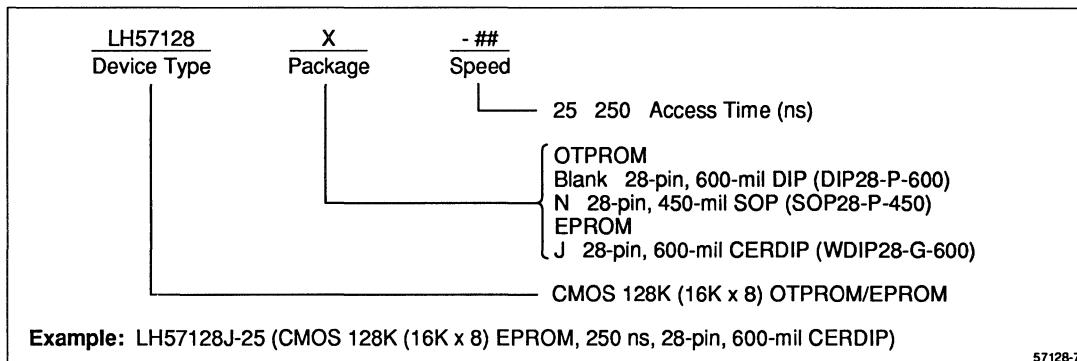 LH57128 X - ##
Device Type Package Speed
25 250 Access Time (ns)
OTPROM
Blank 28-pin, 600-mil DIP (DIP28-P-600)
N 28-pin, 450-mil SOP (SOP28-P-450)
EPROM
J 28-pin, 600-mil CERDIP (WDIP28-G-600)
CMOS 128K (16K x 8) OTPROM/EPROM
Example: LH57128J-25 (CMOS 128K (16K x 8) EPROM, 250 ns, 28-pin, 600-mil CERDIP)
57128-7